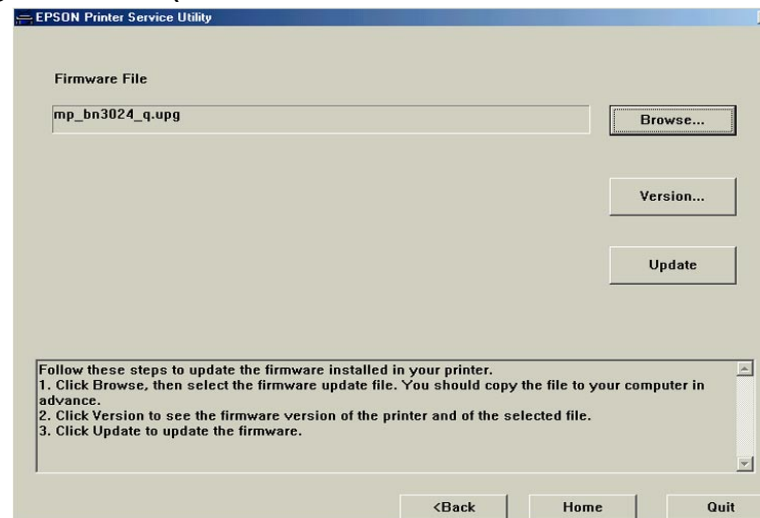 EPSON Printer Service Utility
Firmware File
mp_bn3024_q.upg
Browse...
Version...
Update
Follow these steps to update the firmware installed in your printer.
1. Click Browse, then select the firmware update file. You should copy the file to your computer in
advance.
2. Click Version to see the firmware version of the printer and of the selected file.
3. Click Update to update the firmware.
<Back
Home
Quit